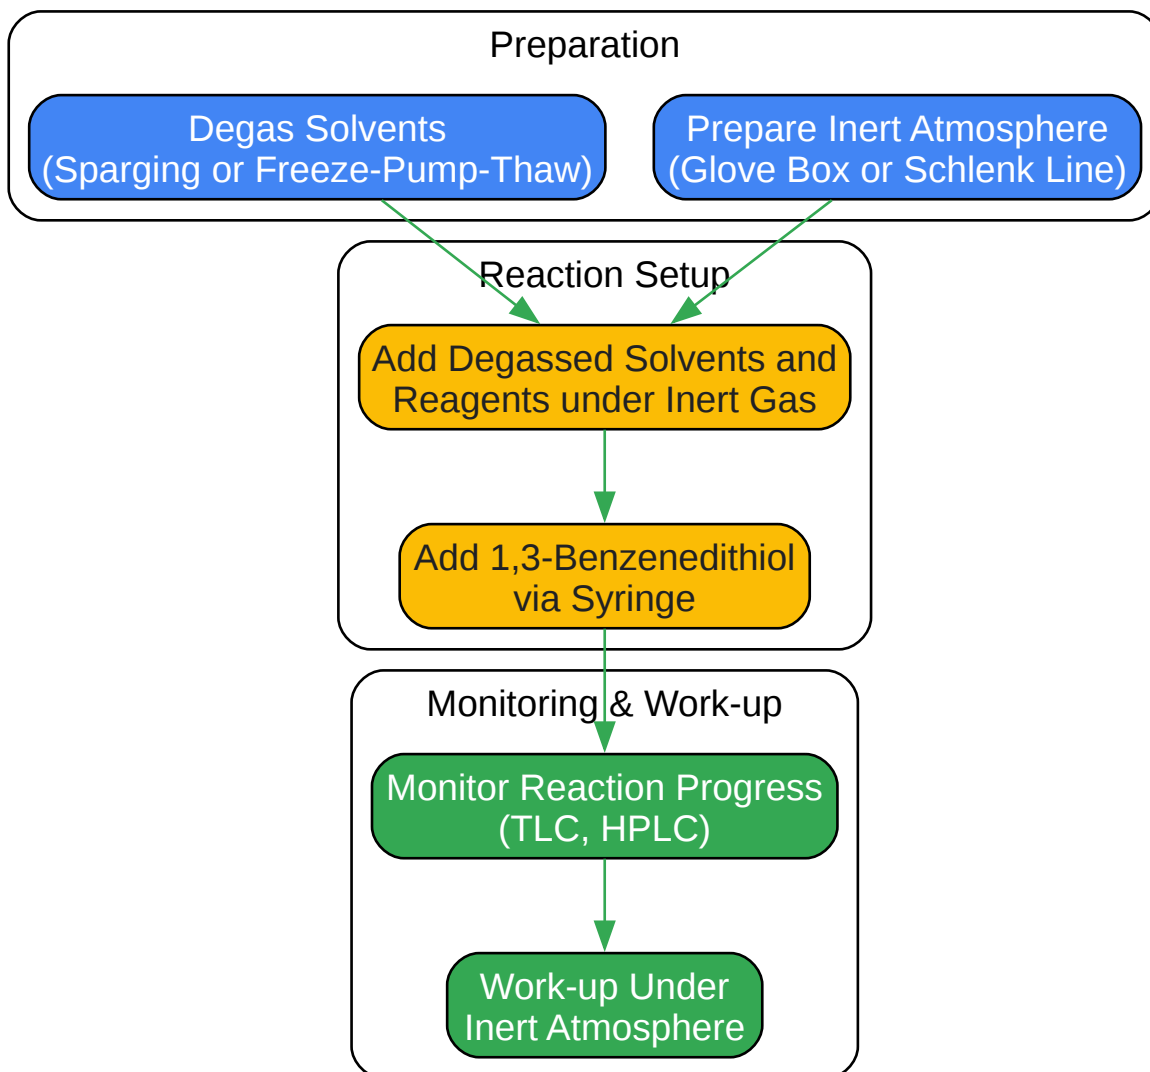 Preparation
Degas Solvents
(Sparging or Freeze-Pump-Thaw)
Prepare Inert Atmosphere
(Glove Box or Schlenk Line)
Reaction Setup
Add Degassed Solvents and
Reagents under Inert Gas
Add 1,3-Benzenedithiol
via Syringe
Monitoring & Work-up
Monitor Reaction Progress
(TLC, HPLC)
Work-up Under
Inert Atmosphere